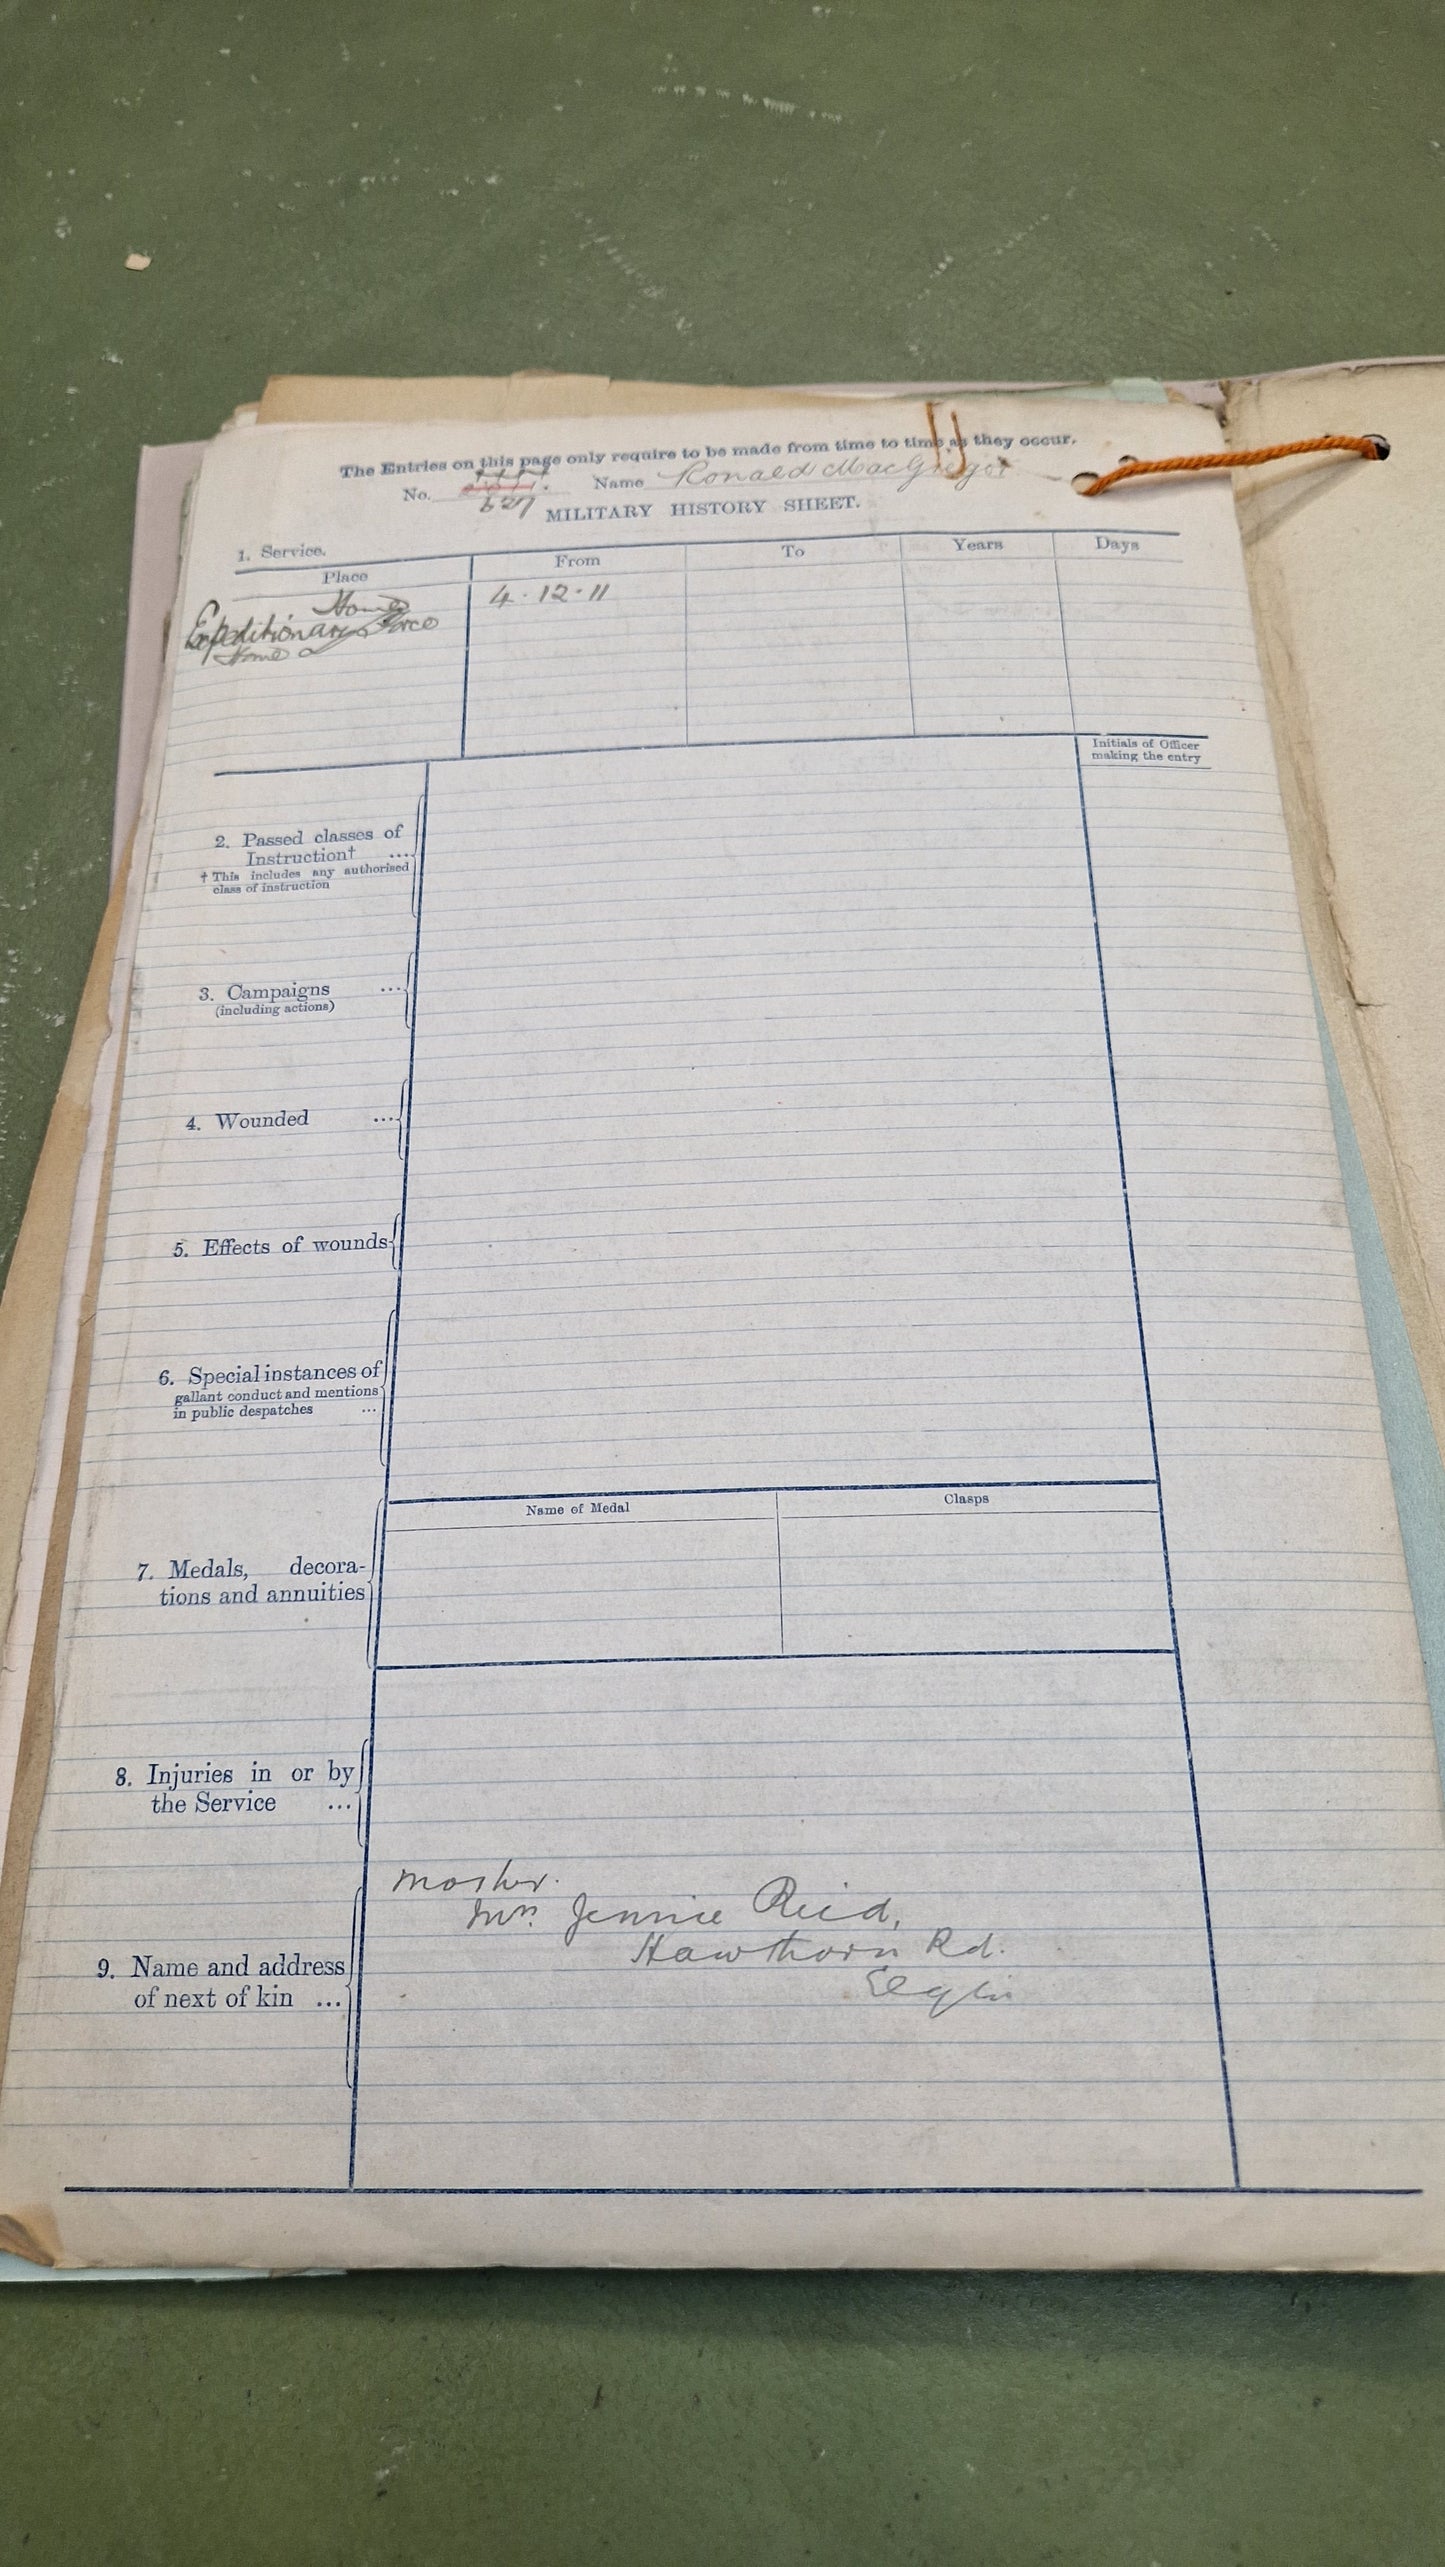 The Entries on this page only require to be made from time to time as they occur.
No. 627 Name Ronald MacGregor
MILITARY HISTORY SHEET.
1. Service.
Place From To Years Days
Home 4.12.11
Expeditionary Force
Home
Initials of Officer
making the entry
2. Passed classes of
Instruction† ...
† This includes any authorised
class of instruction
3. Campaigns ...
(including actions)
4. Wounded ...
5. Effects of wounds
6. Special instances of
gallant conduct and mentions
in public despatches ...
Name of Medal Clasps
7. Medals, decora-
tions and annuities
8. Injuries in or by
the Service ...
Mother.
Mrs Jennie Reid,
Hawthorn Rd.
Elgin
9. Name and address
of next of kin ...